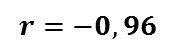 r = −0,96